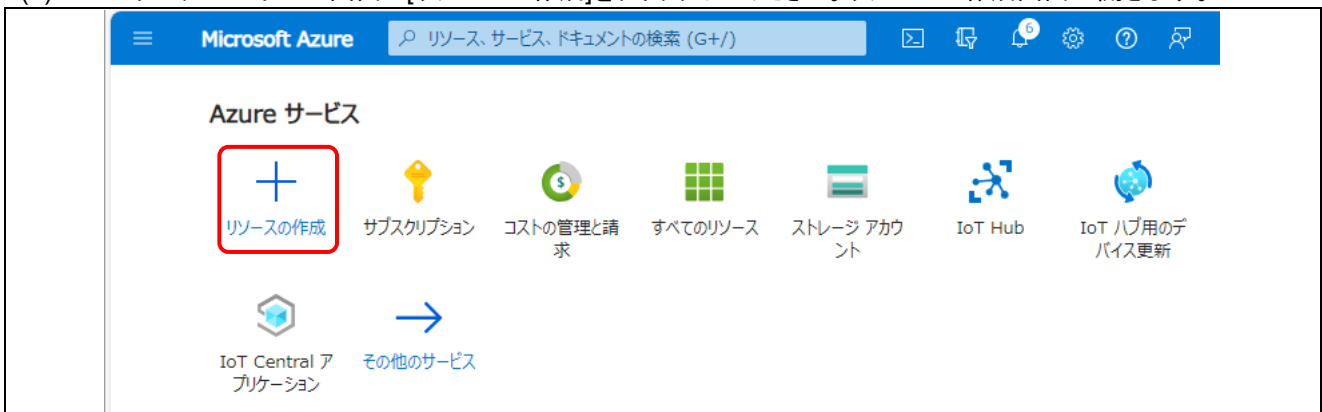 Microsoft Azure
リソース、サービス、ドキュメントの検索 (G+/)
6
Azure サービス
リソースの作成
サブスクリプション
コストの管理と請
求
すべてのリソース
ストレージ アカウ
ント
IoT Hub
IoT ハブ用のデ
バイス更新
IoT Central ア
プリケーション
その他のサービス